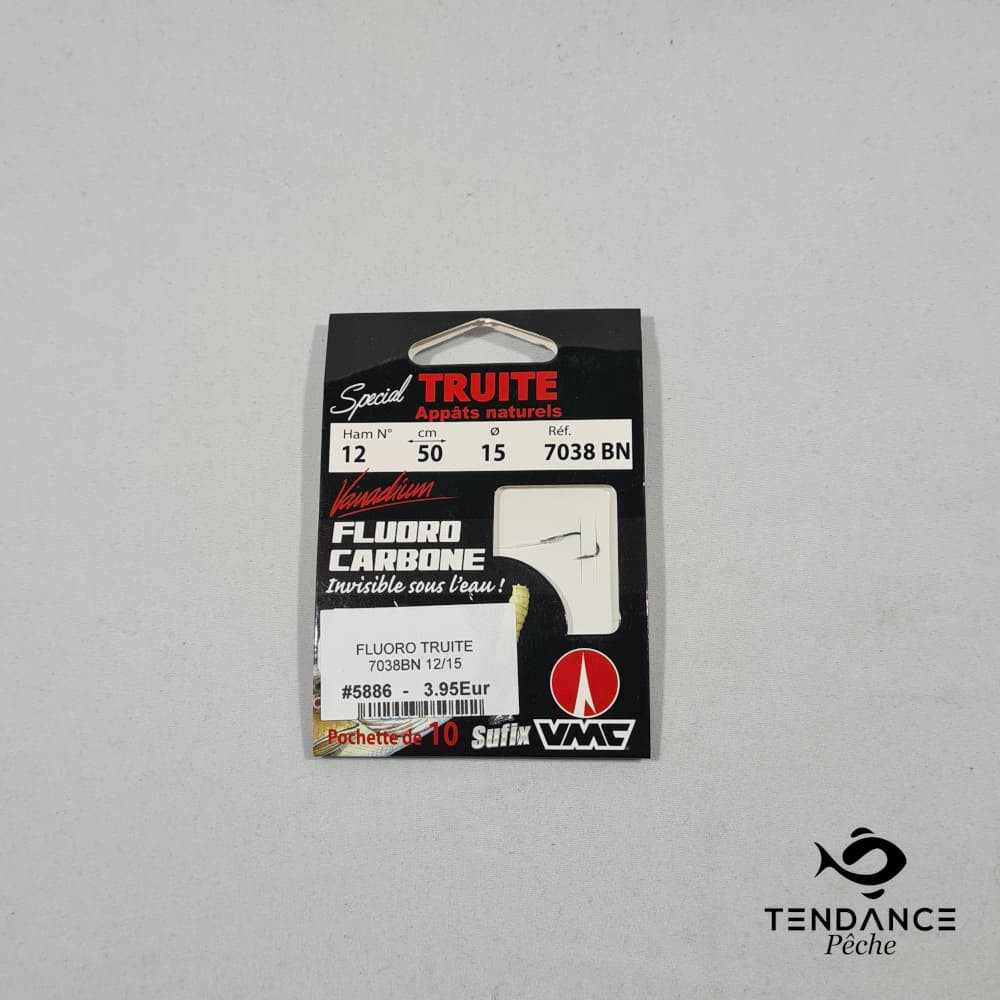 Special TRUITE
Appâts naturels
Ham N° cm Ø Réf.
12 50 15 7038 BN
Vanadium
FLUORO
CARBONE
Invisible sous l'eau !
FLUORO TRUITE
7038BN 12/15
#5886 - 3.95Eur
Pochette de 10 Sufix VMC
TENDANCE
Pêche